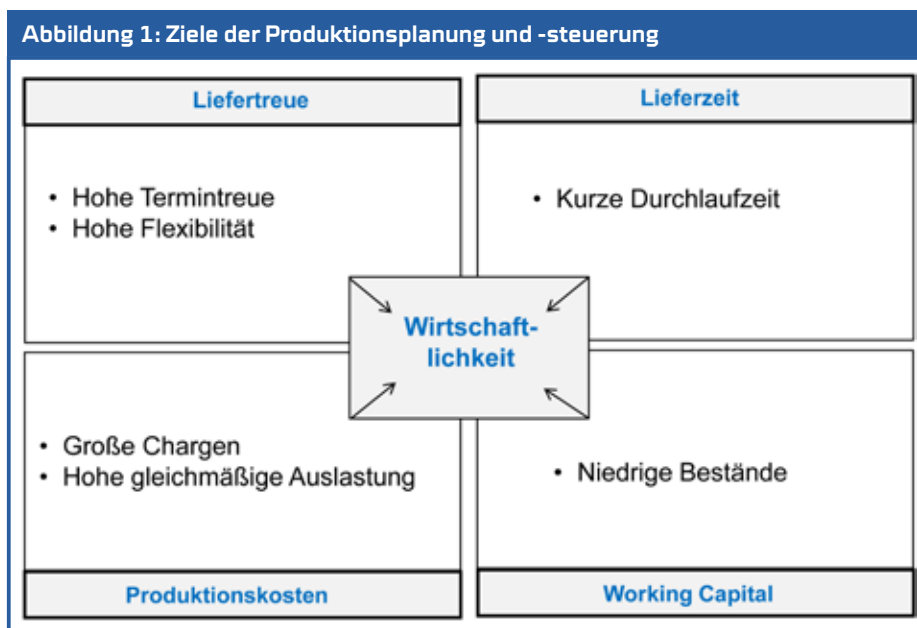 Abbildung 1: Ziele der Produktionsplanung und -steuerung
Liefertreue
• Hohe Termintreue
• Hohe Flexibilität
Lieferzeit
• Kurze Durchlaufzeit
Wirtschaft-
lichkeit
• Große Chargen
• Hohe gleichmäßige Auslastung
Produktionskosten
• Niedrige Bestände
Working Capital